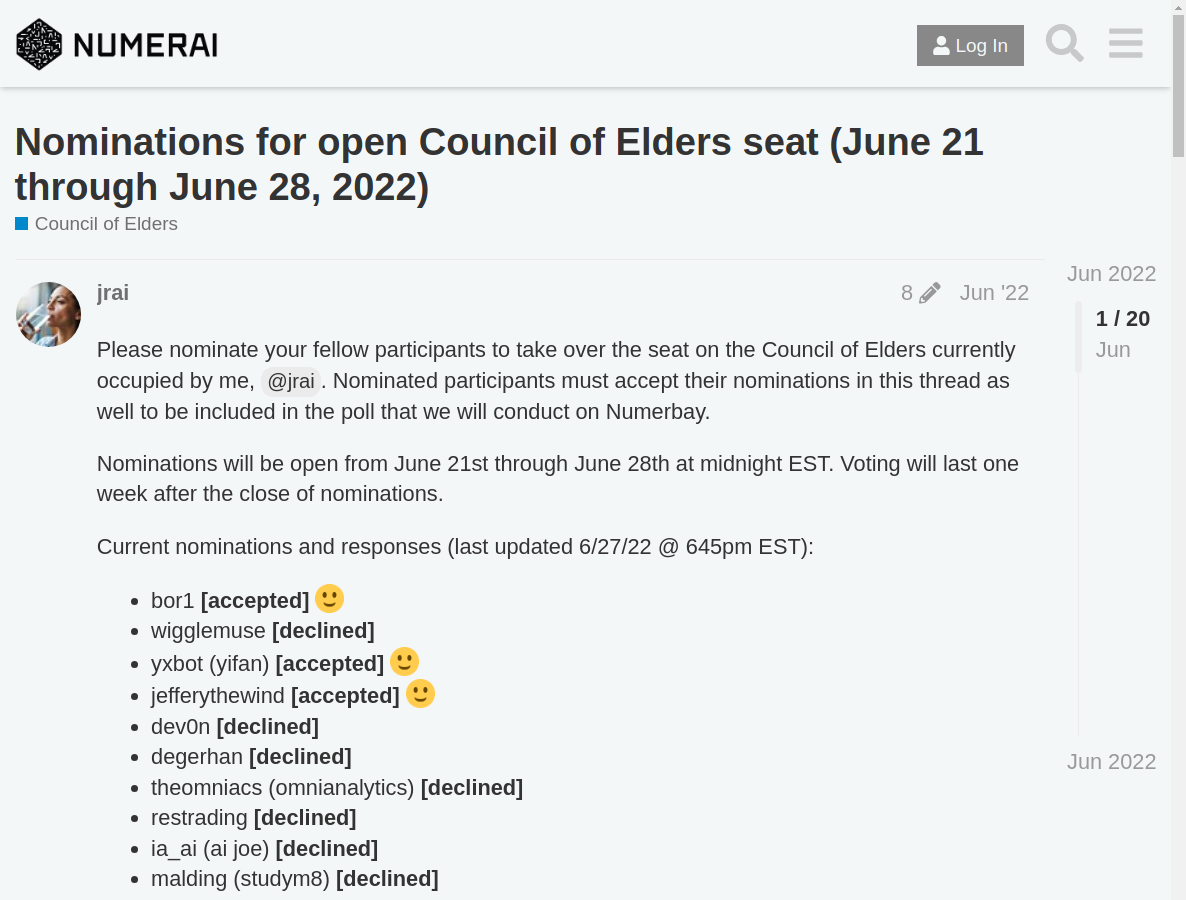 NUMERAI
Log In
Nominations for open Council of Elders seat (June 21
through June 28, 2022)
Council of Elders
jrai
8
Jun '22
Please nominate your fellow participants to take over the seat on the Council of Elders currently
occupied by me, @jrai . Nominated participants must accept their nominations in this thread as
well to be included in the poll that we will conduct on Numerbay.
Nominations will be open from June 21st through June 28th at midnight EST. Voting will last one
week after the close of nominations.
Current nominations and responses (last updated 6/27/22 @ 645pm EST):
bor1 [accepted]
wigglemuse [declined]
yxbot (yifan) [accepted]
jefferythewind [accepted]
dev0n [declined]
degerhan [declined]
theomniacs (omnianalytics) [declined]
restrading [declined]
ia_ai (ai joe) [declined]
malding (studym8) [declined]
Jun 2022
1 / 20
Jun
Jun 2022